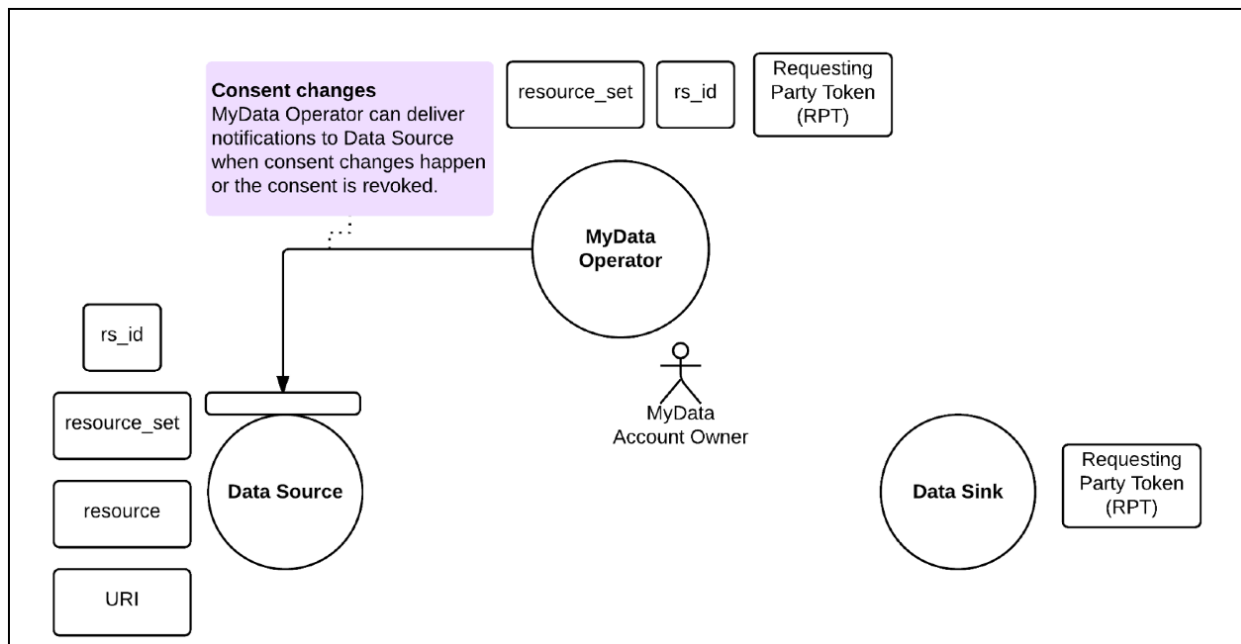 Consent changes
MyData Operator can deliver
notifications to Data Source
when consent changes happen
or the consent is revoked.
resource_set
rs_id
Requesting
Party Token
(RPT)
MyData
Operator
rs_id
MyData
Account Owner
resource_set
resource
URI
Data Source
Data Sink
Requesting
Party Token
(RPT)